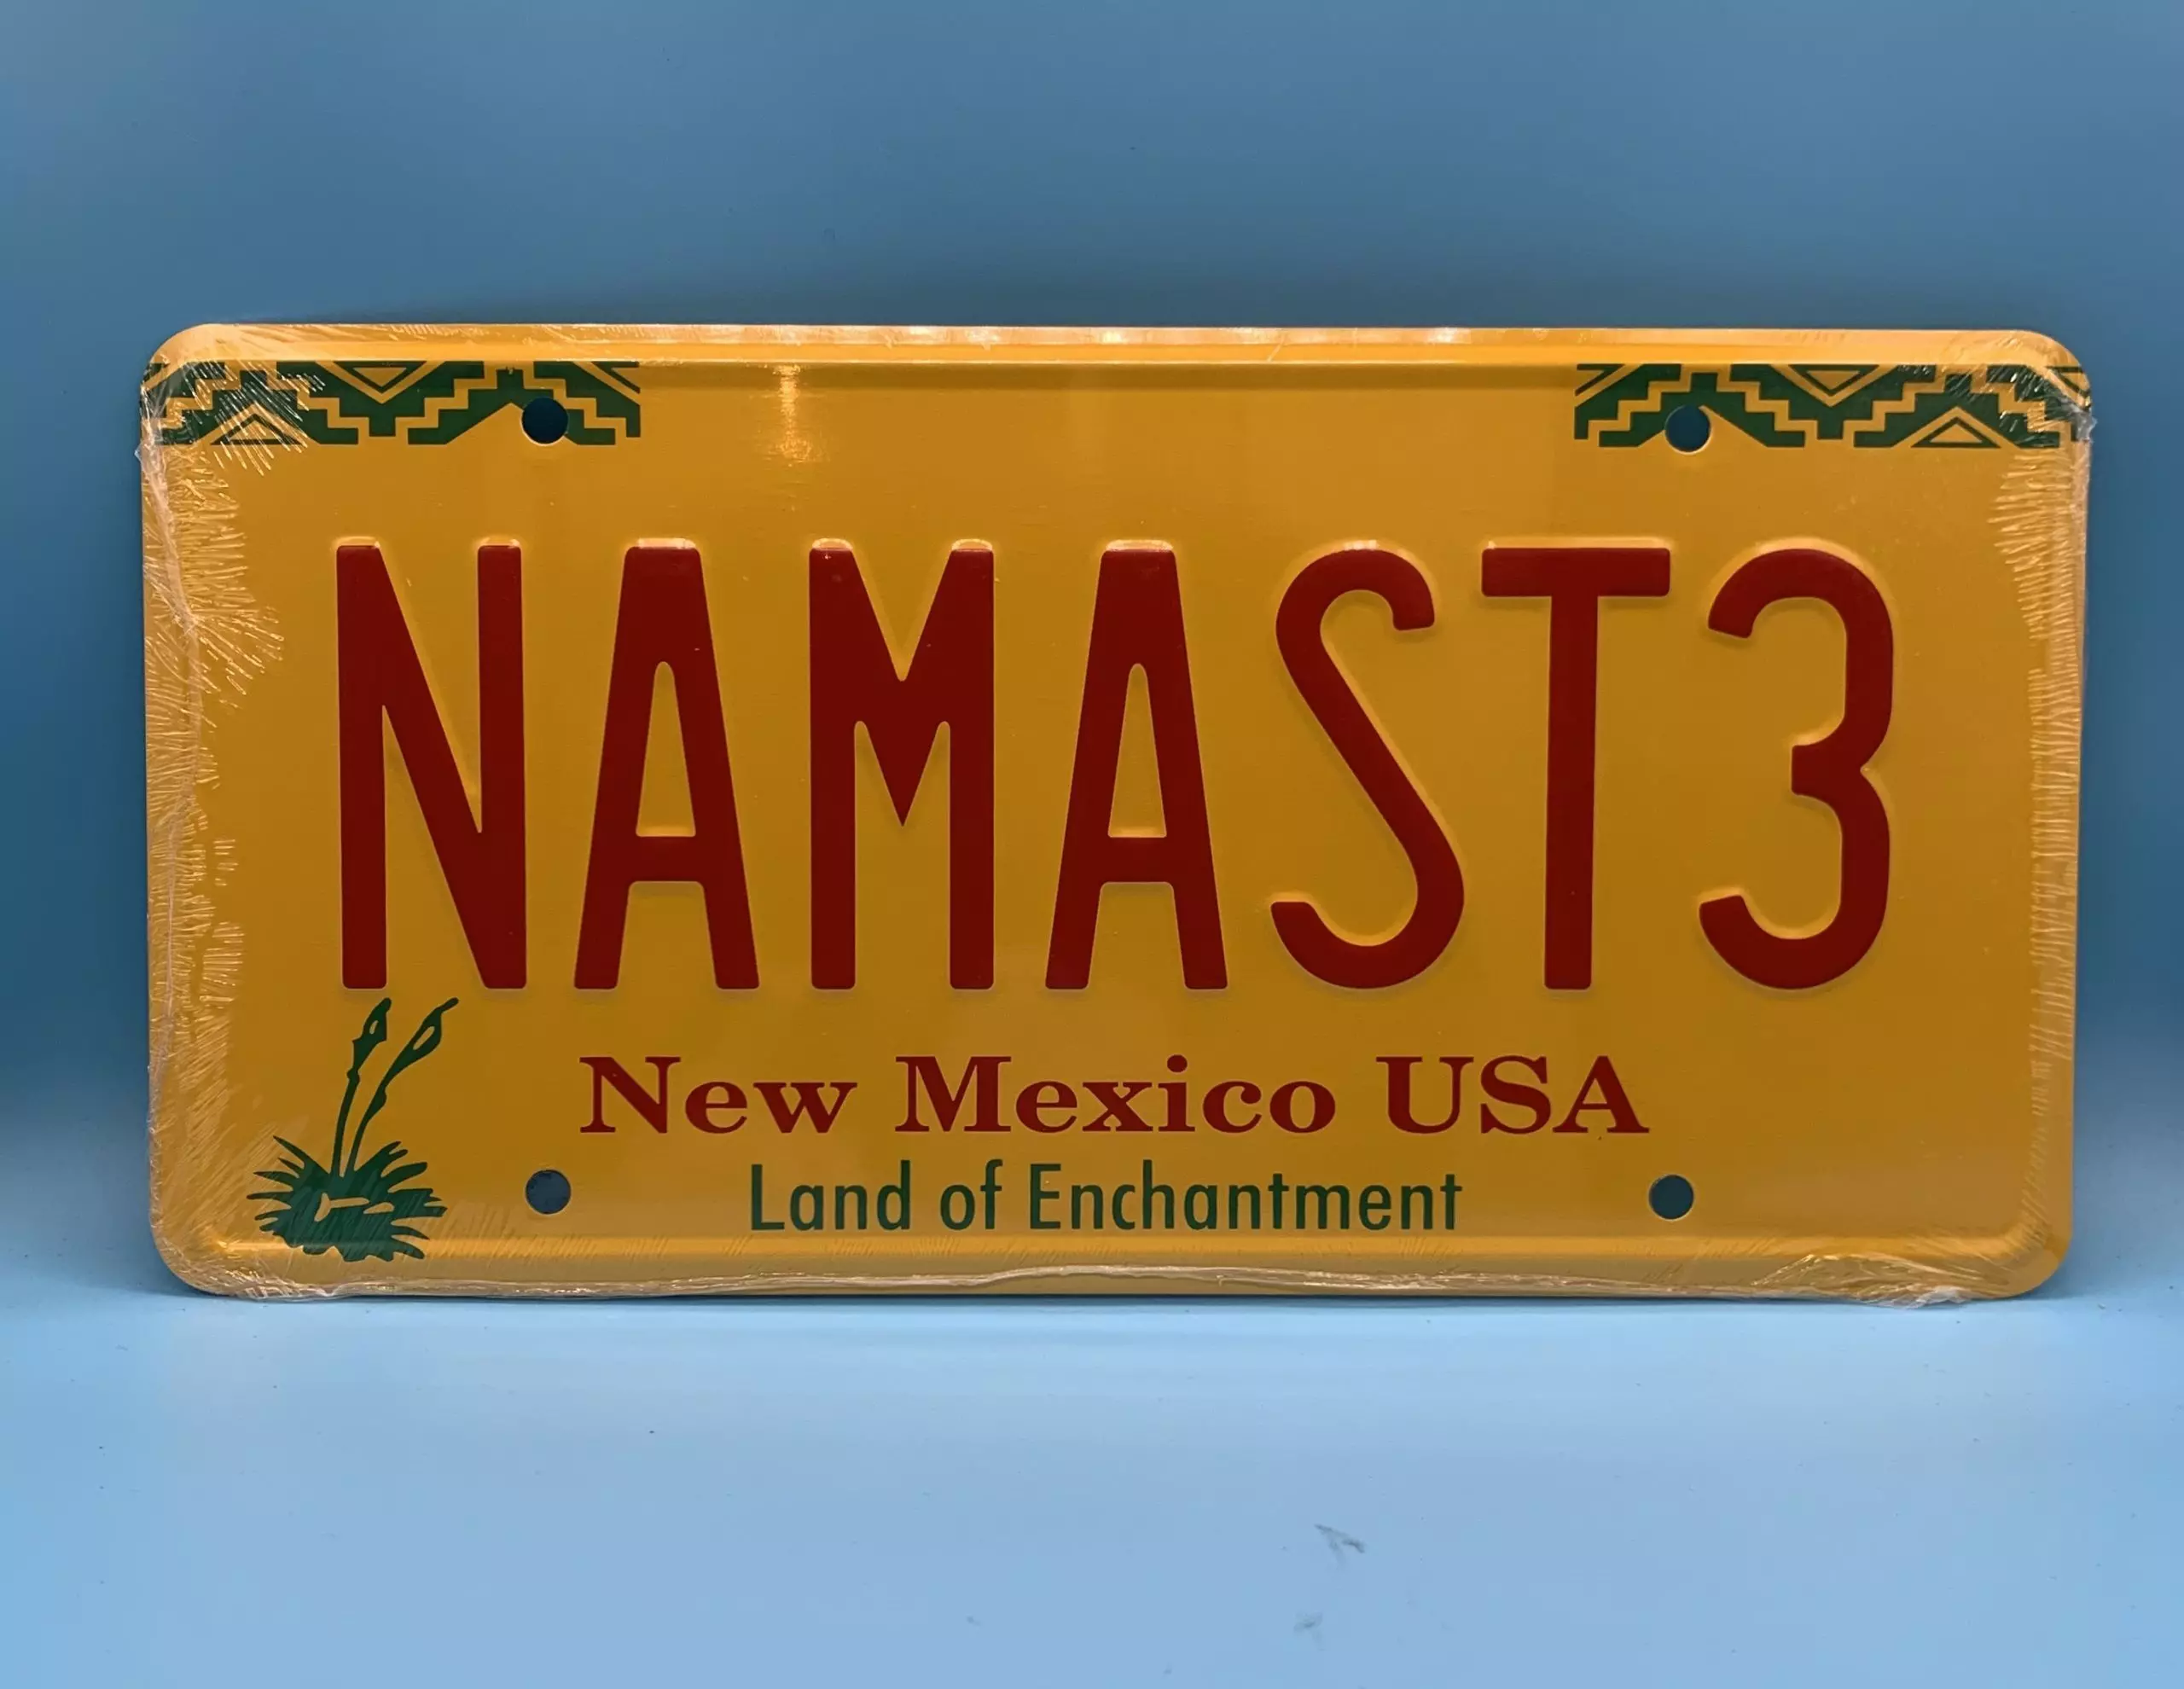 NAMAST3
New Mexico USA
Land of Enchantment